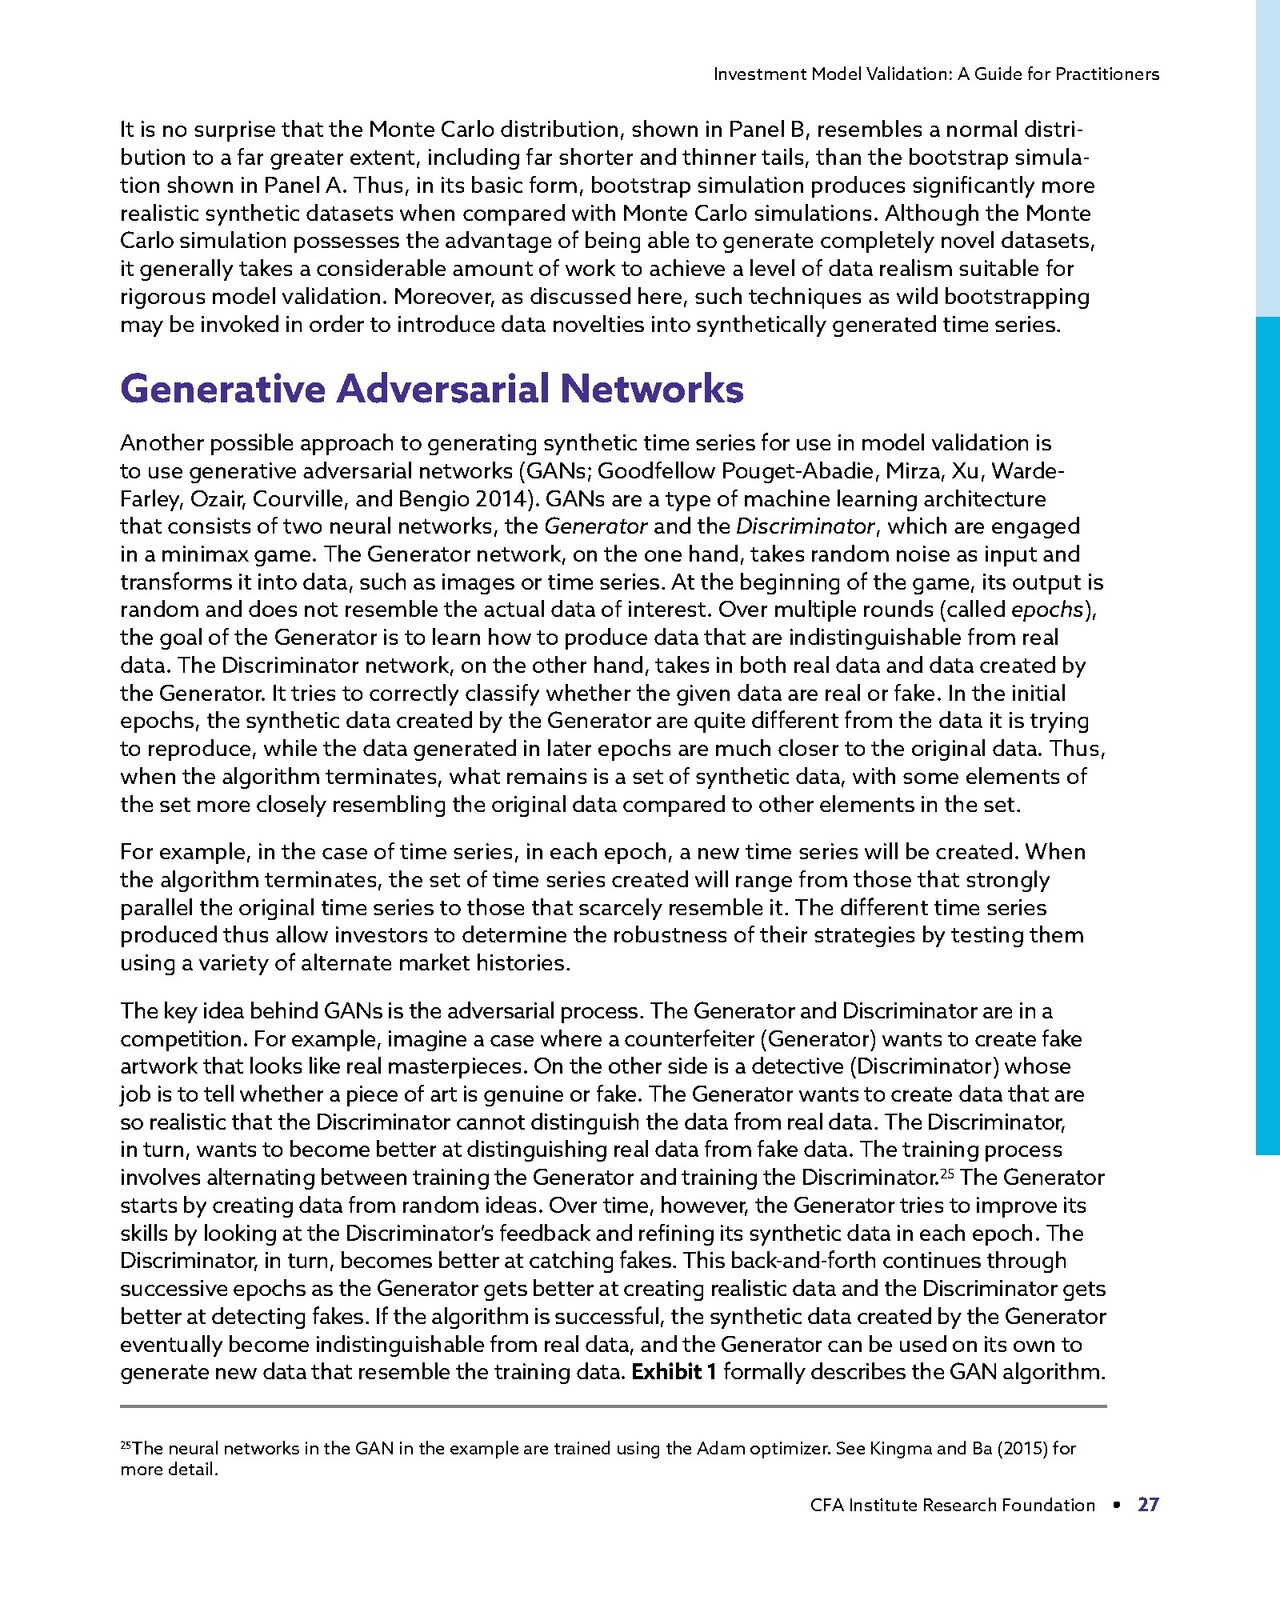 Investment Model Validation: A Guide for Practitioners
It is no surprise that the Monte Carlo distribution, shown in Panel B, resembles a normal distri-
bution to a far greater extent, including far shorter and thinner tails, than the bootstrap simula-
tion shown in Panel A. Thus, in its basic form, bootstrap simulation produces significantly more
realistic synthetic datasets when compared with Monte Carlo simulations. Although the Monte
Carlo simulation possesses the advantage of being able to generate completely novel datasets,
it generally takes a considerable amount of work to achieve a level of data realism suitable for
rigorous model validation. Moreover, as discussed here, such techniques as wild bootstrapping
may be invoked in order to introduce data novelties into synthetically generated time series.
Generative Adversarial Networks
Another possible approach to generating synthetic time series for use in model validation is
to use generative adversarial networks (GANs; Goodfellow Pouget-Abadie, Mirza, Xu, Warde-
Farley, Ozair, Courville, and Bengio 2014). GANs are a type of machine learning architecture
that consists of two neural networks, the Generator and the Discriminator, which are engaged
in a minimax game. The Generator network, on the one hand, takes random noise as input and
transforms it into data, such as images or time series. At the beginning of the game, its output is
random and does not resemble the actual data of interest. Over multiple rounds (called epochs),
the goal of the Generator is to learn how to produce data that are indistinguishable from real
data. The Discriminator network, on the other hand, takes in both real data and data created by
the Generator. It tries to correctly classify whether the given data are real or fake. In the initial
epochs, the synthetic data created by the Generator are quite different from the data it is trying
to reproduce, while the data generated in later epochs are much closer to the original data. Thus,
when the algorithm terminates, what remains is a set of synthetic data, with some elements of
the set more closely resembling the original data compared to other elements in the set.
For example, in the case of time series, in each epoch, a new time series will be created. When
the algorithm terminates, the set of time series created will range from those that strongly
parallel the original time series to those that scarcely resemble it. The different time series
produced thus allow investors to determine the robustness of their strategies by testing them
using a variety of alternate market histories.
The key idea behind GANs is the adversarial process. The Generator and Discriminator are in a
competition. For example, imagine a case where a counterfeiter (Generator) wants to create fake
artwork that looks like real masterpieces. On the other side is a detective (Discriminator) whose
job is to tell whether a piece of art is genuine or fake. The Generator wants to create data that are
so realistic that the Discriminator cannot distinguish the data from real data. The Discriminator,
in turn, wants to become better at distinguishing real data from fake data. The training process
involves alternating between training the Generator and training the Discriminator.25 The Generator
starts by creating data from random ideas. Over time, however, the Generator tries to improve its
skills by looking at the Discriminator’s feedback and refining its synthetic data in each epoch. The
Discriminator, in turn, becomes better at catching fakes. This back-and-forth continues through
successive epochs as the Generator gets better at creating realistic data and the Discriminator gets
better at detecting fakes. If the algorithm is successful, the synthetic data created by the Generator
eventually become indistinguishable from real data, and the Generator can be used on its own to
generate new data that resemble the training data. Exhibit 1 formally describes the GAN algorithm.
25The neural networks in the GAN in the example are trained using the Adam optimizer. See Kingma and Ba (2015) for
more detail.
CFA Institute Research Foundation • 27